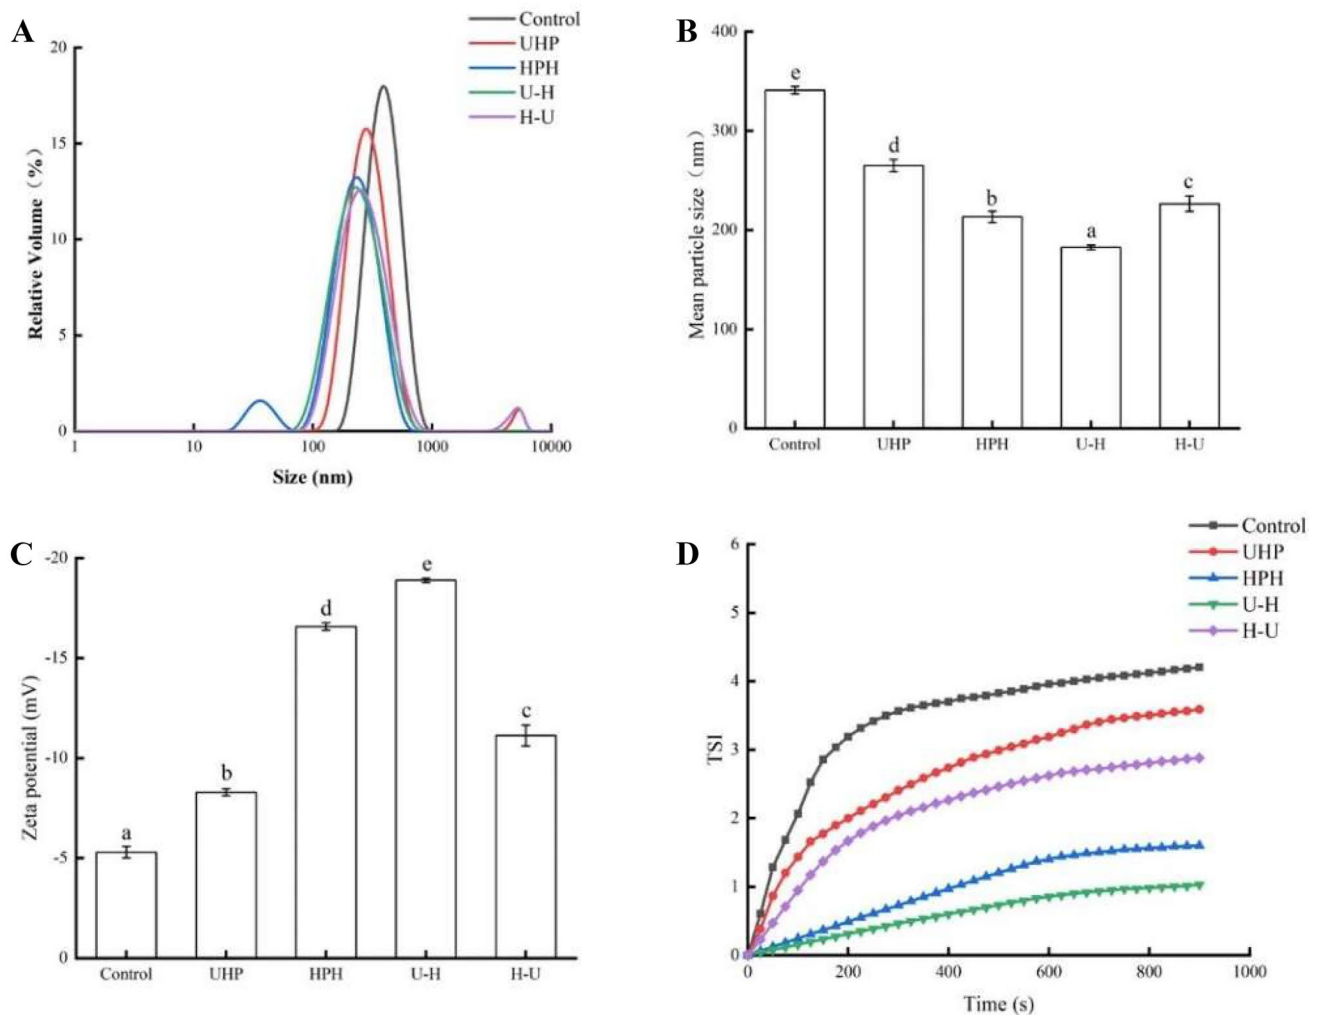 A
Control
UHP
HPH
U-H
H-U
20
15
10
5
0
Relative Volume (%)
1
10
100
1000
10000
Size (nm)
B
400
300
200
100
0
Mean particle size (nm)
e
d
b
a
c
Control
UHP
HPH
U-H
H-U
C
-20
-15
-10
-5
0
Zeta potential (mV)
a
b
d
e
c
Control
UHP
HPH
U-H
H-U
D
Control
UHP
HPH
U-H
H-U
6
5
4
3
2
1
0
TSI
0
200
400
600
800
1000
Time (s)